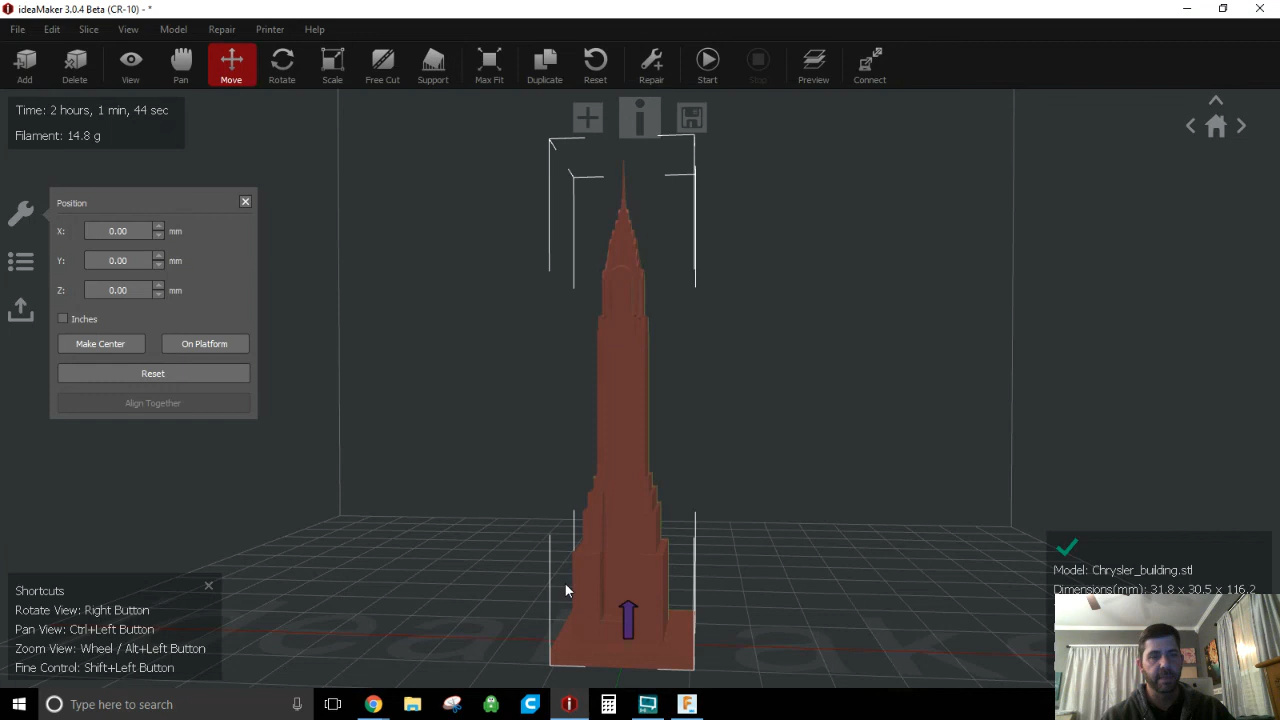 ideaMaker 3.0.4 Beta (CR-10) - *
File Edit Slice View Model Repair Printer Help
Add Delete View Pan Move Rotate Scale Free Cut Support Max Fit Duplicate Reset Repair Start Stop Preview Connect
Time: 2 hours, 1 min, 44 sec
Filament: 14.8 g
Position
X: 0.00 mm
Y: 0.00 mm
Z: 0.00 mm
Inches
Make Center On Platform
Reset
Align Together
Shortcuts
Rotate View: Right Button
Pan View: Ctrl+Left Button
Zoom View: Wheel / Alt+Left Button
Fine Control: Shift+Left Button
Model: Chrysler_building.stl
Dimensions(mm): 31.8 x 30.5 x 116.2
Type here to search